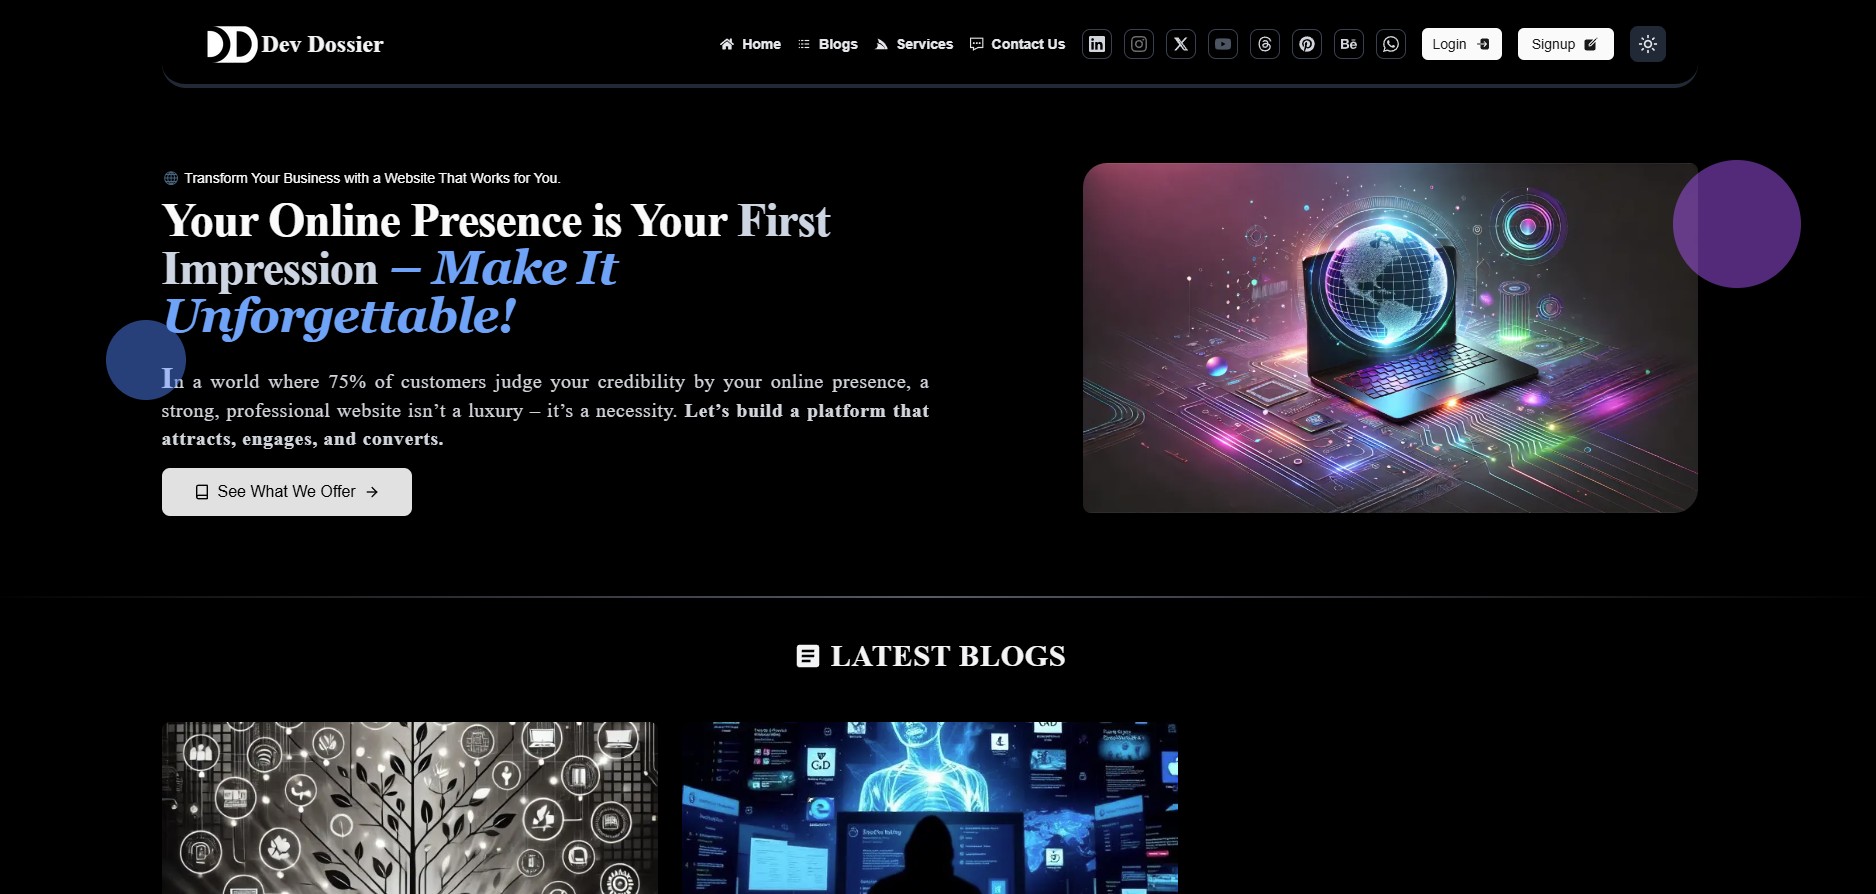 Dev Dossier
Home Blogs Services Contact Us Bē Login Signup
Transform Your Business with a Website That Works for You.
Your Online Presence is Your First
Impression – Make It
Unforgettable!
In a world where 75% of customers judge your credibility by your online presence, a
strong, professional website isn’t a luxury – it’s a necessity. Let’s build a platform that
attracts, engages, and converts.
See What We Offer
LATEST BLOGS